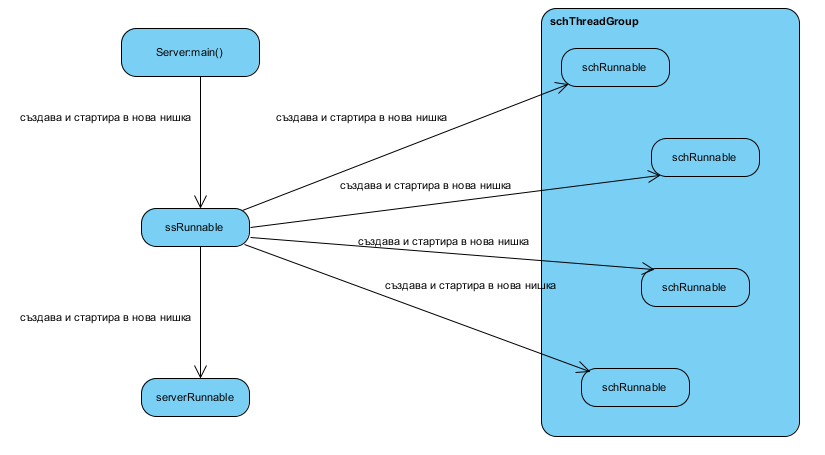 schThreadGroup
Server:main()
schRunnable
създава и стартира в нова нишка
създава и стартира в нова нишка
schRunnable
създава и стартира в нова нишка
ssRunnable
създава и стартира в нова нишка
създава и стартира в нова нишка
schRunnable
създава и стартира в нова нишка
schRunnable
serverRunnable